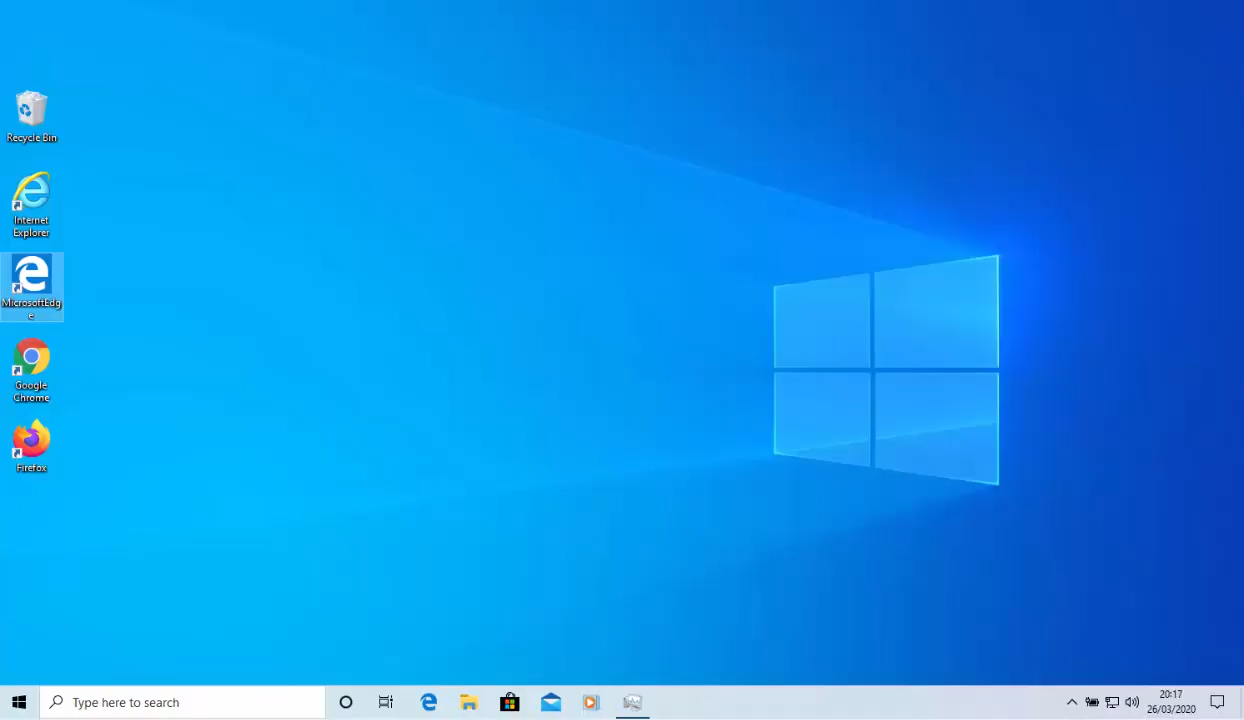 Recycle Bin
Internet
Explorer
MicrosoftEdg
e
Google
Chrome
Firefox
Type here to search
20:17
26/03/2020